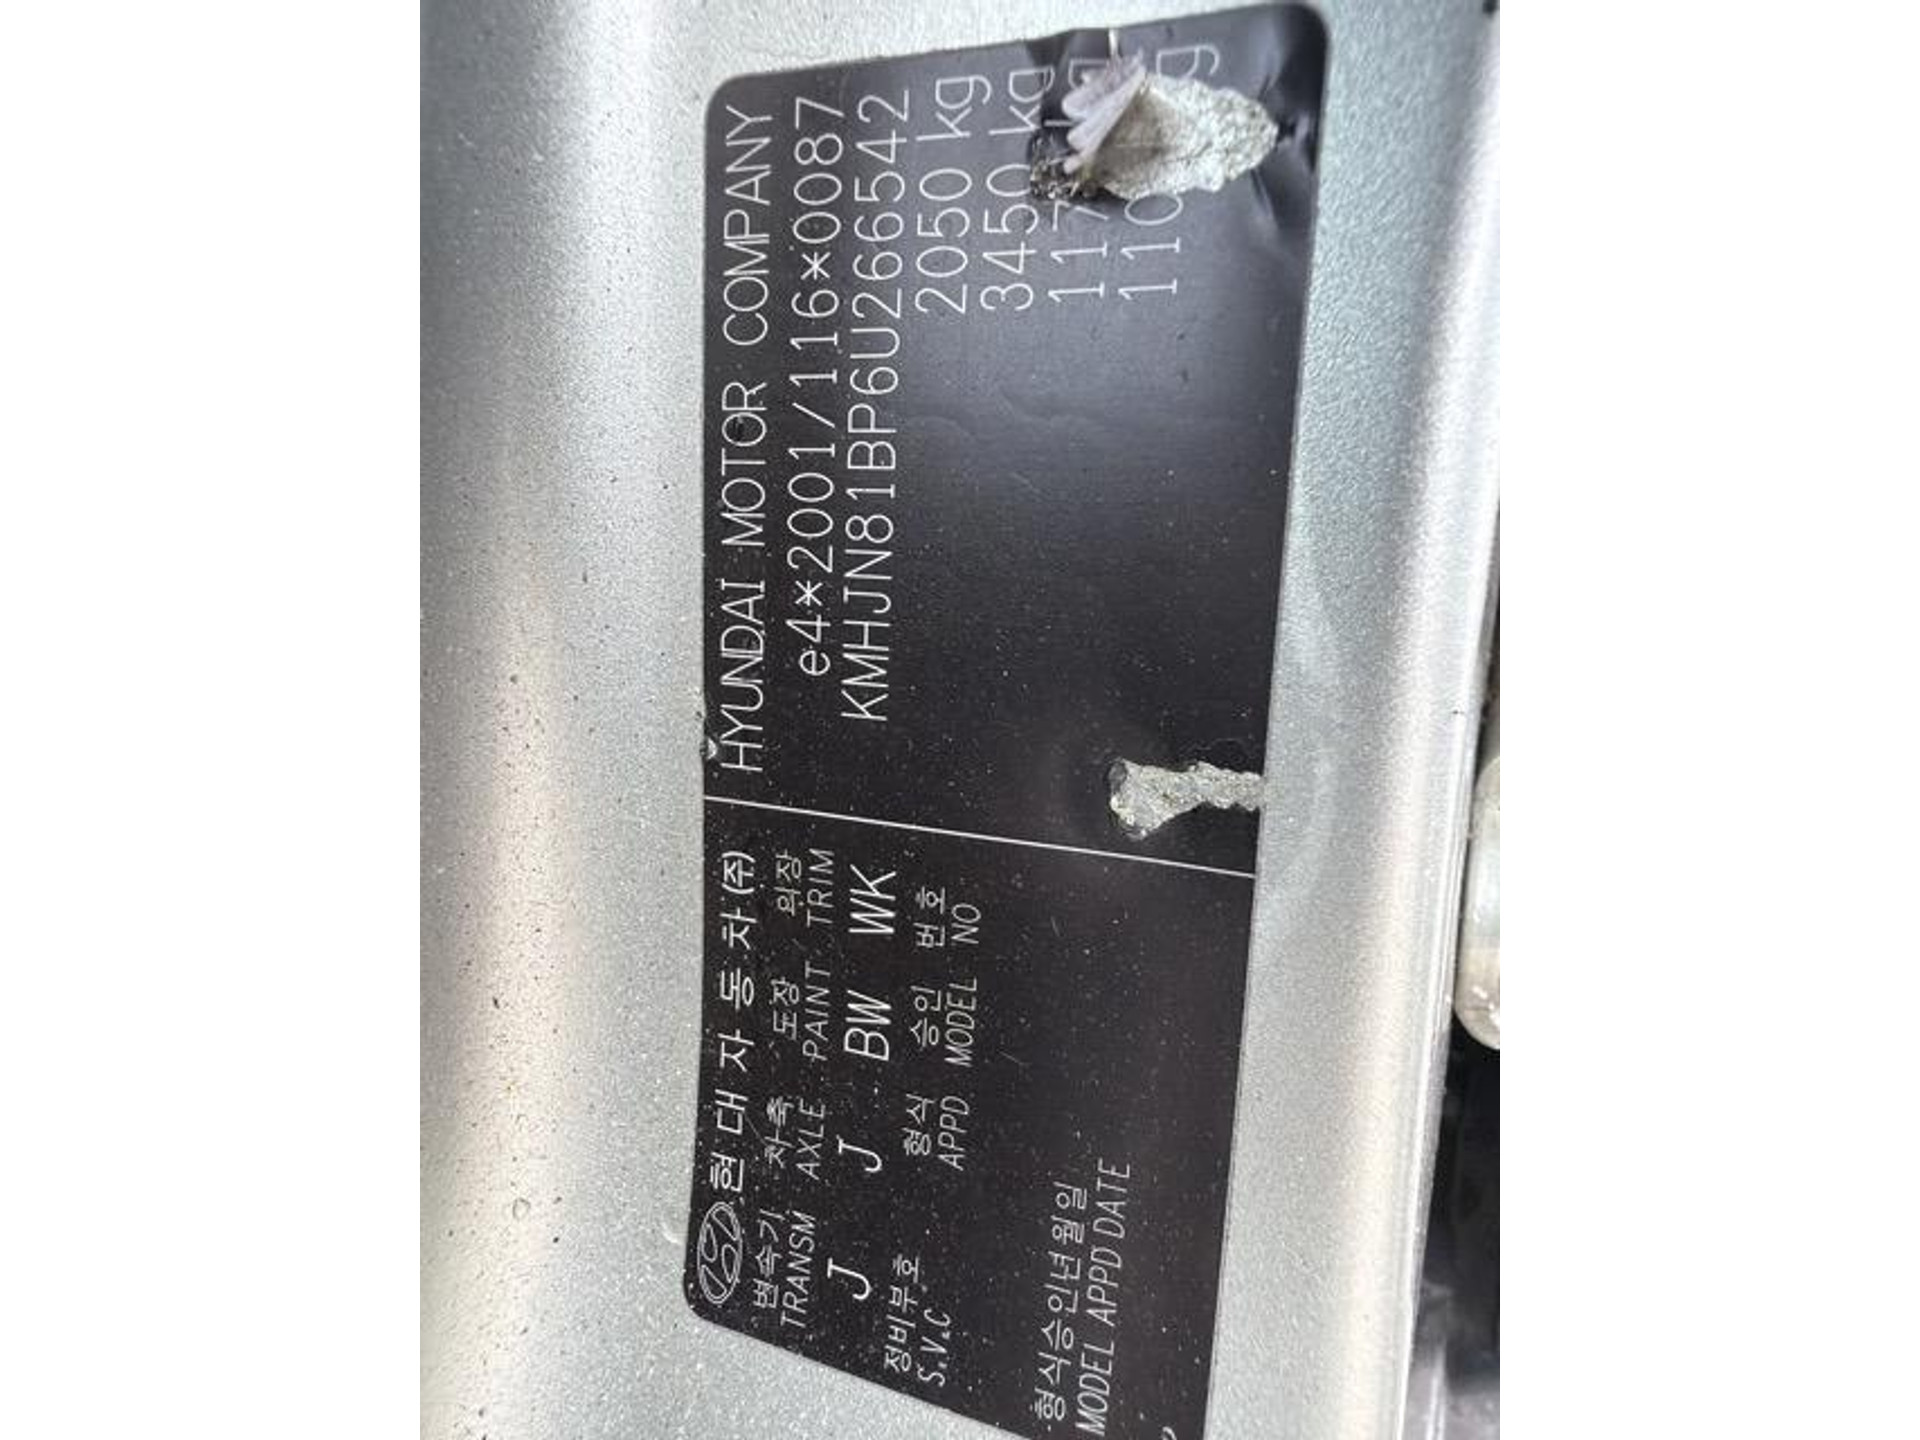 현대자동차(주)
HYUNDAI MOTOR COMPANY
변속기 차축 도장/의장
TRANSM AXLE PAINT/TRIM
e4*2001/116*0087
J J BW WK
KMHJN81BP6U266542
정비부호 형식 승인 번호
S.V.C APPD MODEL NO
2050 kg
3450 kg
형식승인년월일
MODEL APPD DATE